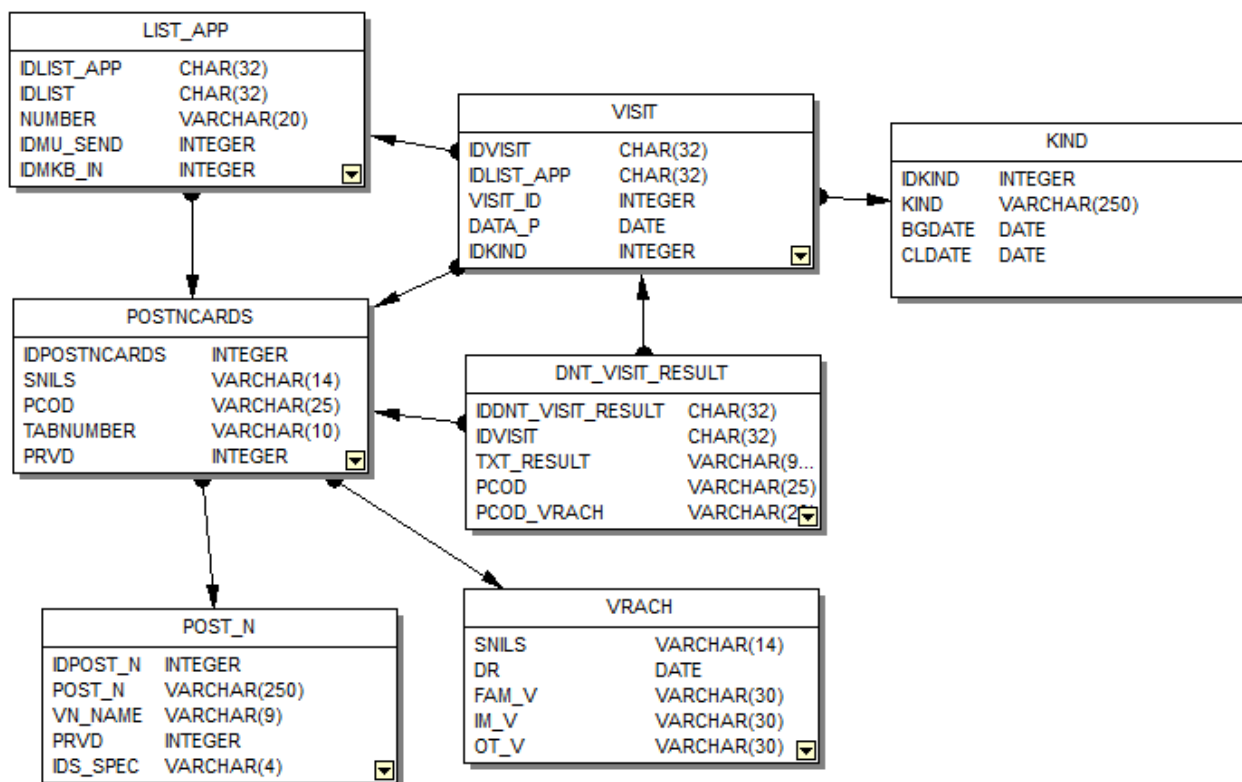 LIST_APP
IDLIST_APP CHAR(32)
IDLIST CHAR(32)
NUMBER VARCHAR(20)
IDMU_SEND INTEGER
IDMKB_IN INTEGER
VISIT
IDVISIT CHAR(32)
IDLIST_APP CHAR(32)
VISIT_ID INTEGER
DATA_P DATE
IDKIND INTEGER
KIND
IDKIND INTEGER
KIND VARCHAR(250)
BGDATE DATE
CLDATE DATE
POSTNCARDS
IDPOSTNCARDS INTEGER
SNILS VARCHAR(14)
PCOD VARCHAR(25)
TABNUMBER VARCHAR(10)
PRVD INTEGER
DNT_VISIT_RESULT
IDDNT_VISIT_RESULT CHAR(32)
IDVISIT CHAR(32)
TXT_RESULT VARCHAR(9...
PCOD VARCHAR(25)
PCOD_VRACH
POST_N
IDPOST_N INTEGER
POST_N VARCHAR(250)
VN_NAME VARCHAR(9)
PRVD INTEGER
IDS_SPEC VARCHAR(4)
VRACH
SNILS VARCHAR(14)
DR DATE
FAM_V VARCHAR(30)
IM_V VARCHAR(30)
OT_V VARCHAR(30)